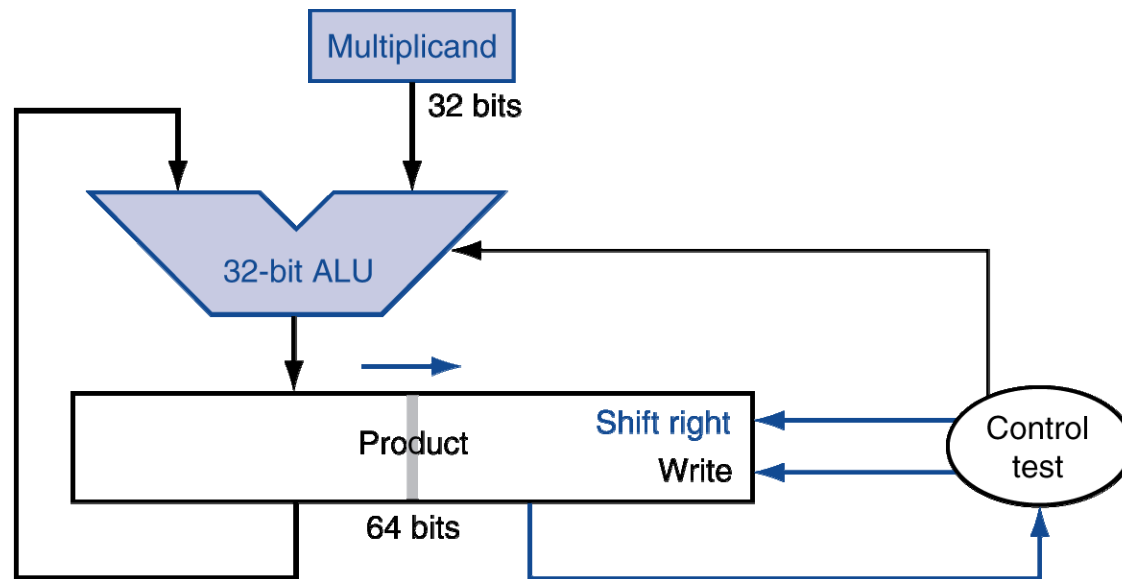 Multiplicand
32 bits
32-bit ALU
Shift right
Product
Write
64 bits
Control
test